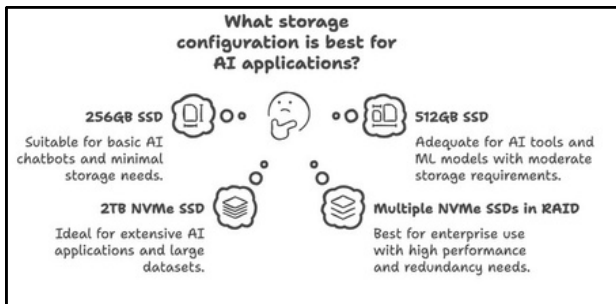 What storage
configuration is best for
AI applications?
256GB SSD
Suitable for basic AI
chatbots and minimal
storage needs.
512GB SSD
Adequate for AI tools and
ML models with moderate
storage requirements.
2TB NVMe SSD
Ideal for extensive AI
applications and large
datasets.
Multiple NVMe SSDs in RAID
Best for enterprise use
with high performance
and redundancy needs.